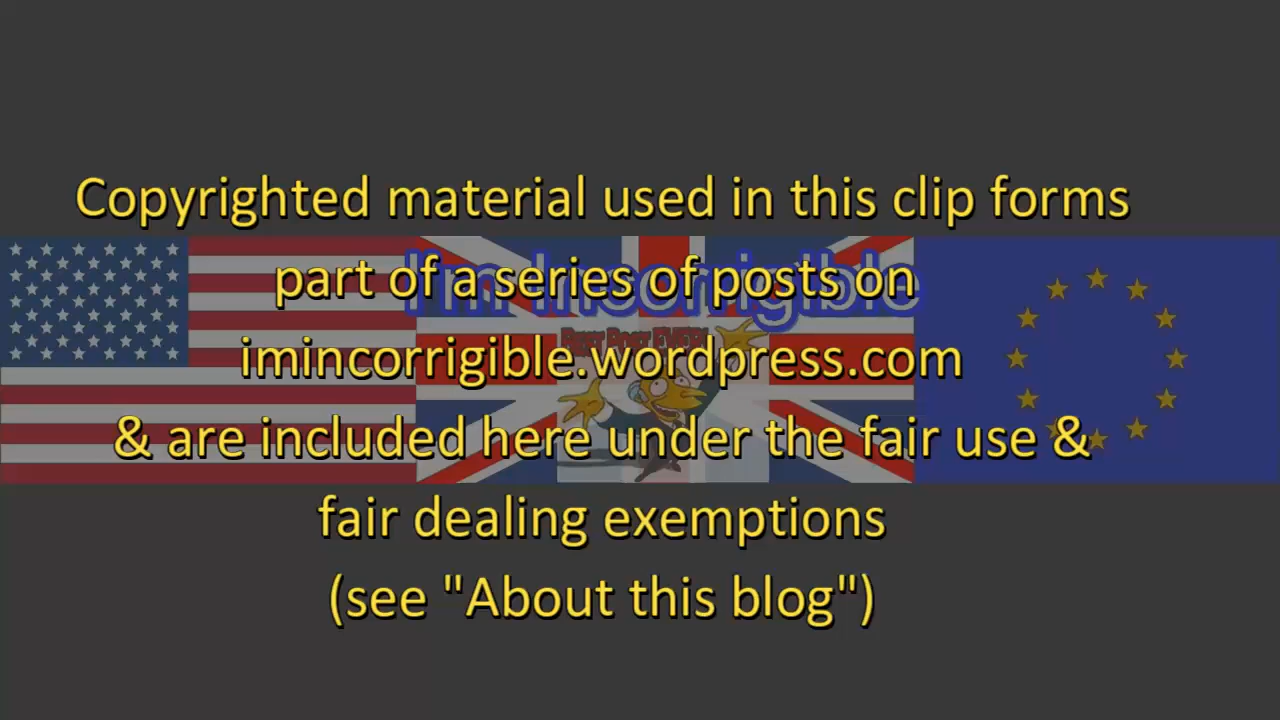 Copyrighted material used in this clip forms
part of a series of posts on
I'm Incorrigible
imincorrigible.wordpress.com
& are included here under the fair use &
fair dealing exemptions
(see "About this blog")